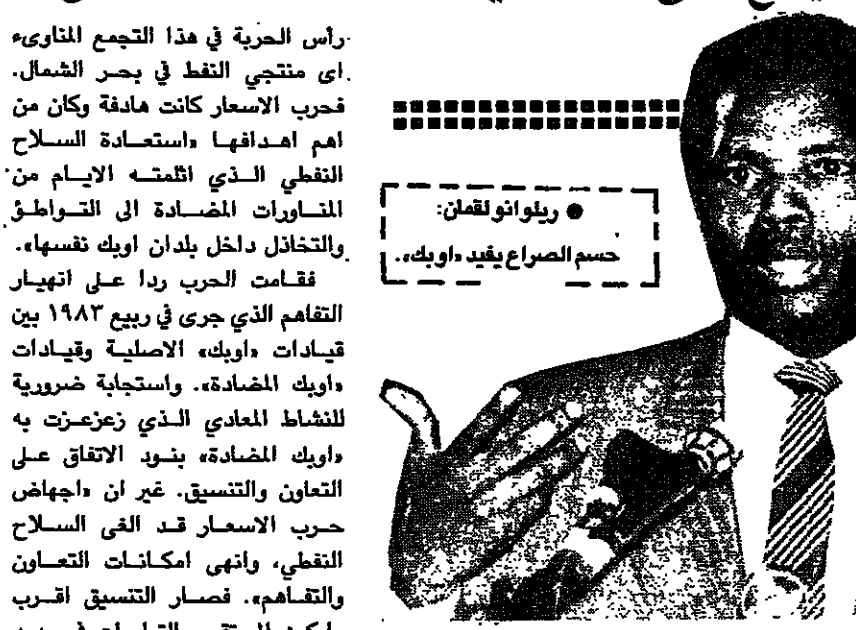 رأس الحربة في هذا التجمع المناوىء
اى منتجي النفط في بحر الشمال.
فحرب الاسعار كانت هادفة وكان من
اهم اهدافها «استعادة السلاح
النفطي الذي اثلمته الايام من
المناورات المضادة الى التواطؤ
والتخاذل داخل بلدان اوبك نفسها».
فقامت الحرب ردا على انهيار
التفاهم الذي جرى في ربيع ١٩٨٣ بين
قيادات «اوبك» الاصلية وقيادات
«اوبك المضادة». واستجابة ضرورية
للنشاط المعادي الذي زعزعزت به
«اوبك المضادة» بنود الاتفاق على
التعاون والتنسيق. غير ان «اجهاض
حرب الاسعار قد الغى السلاح
النفطي، وانهى امكانات التعاون
والتفاهم». فصار التنسيق اقرب
● ريلوانو لقمان:
حسم الصراع يفيد «اوبك».